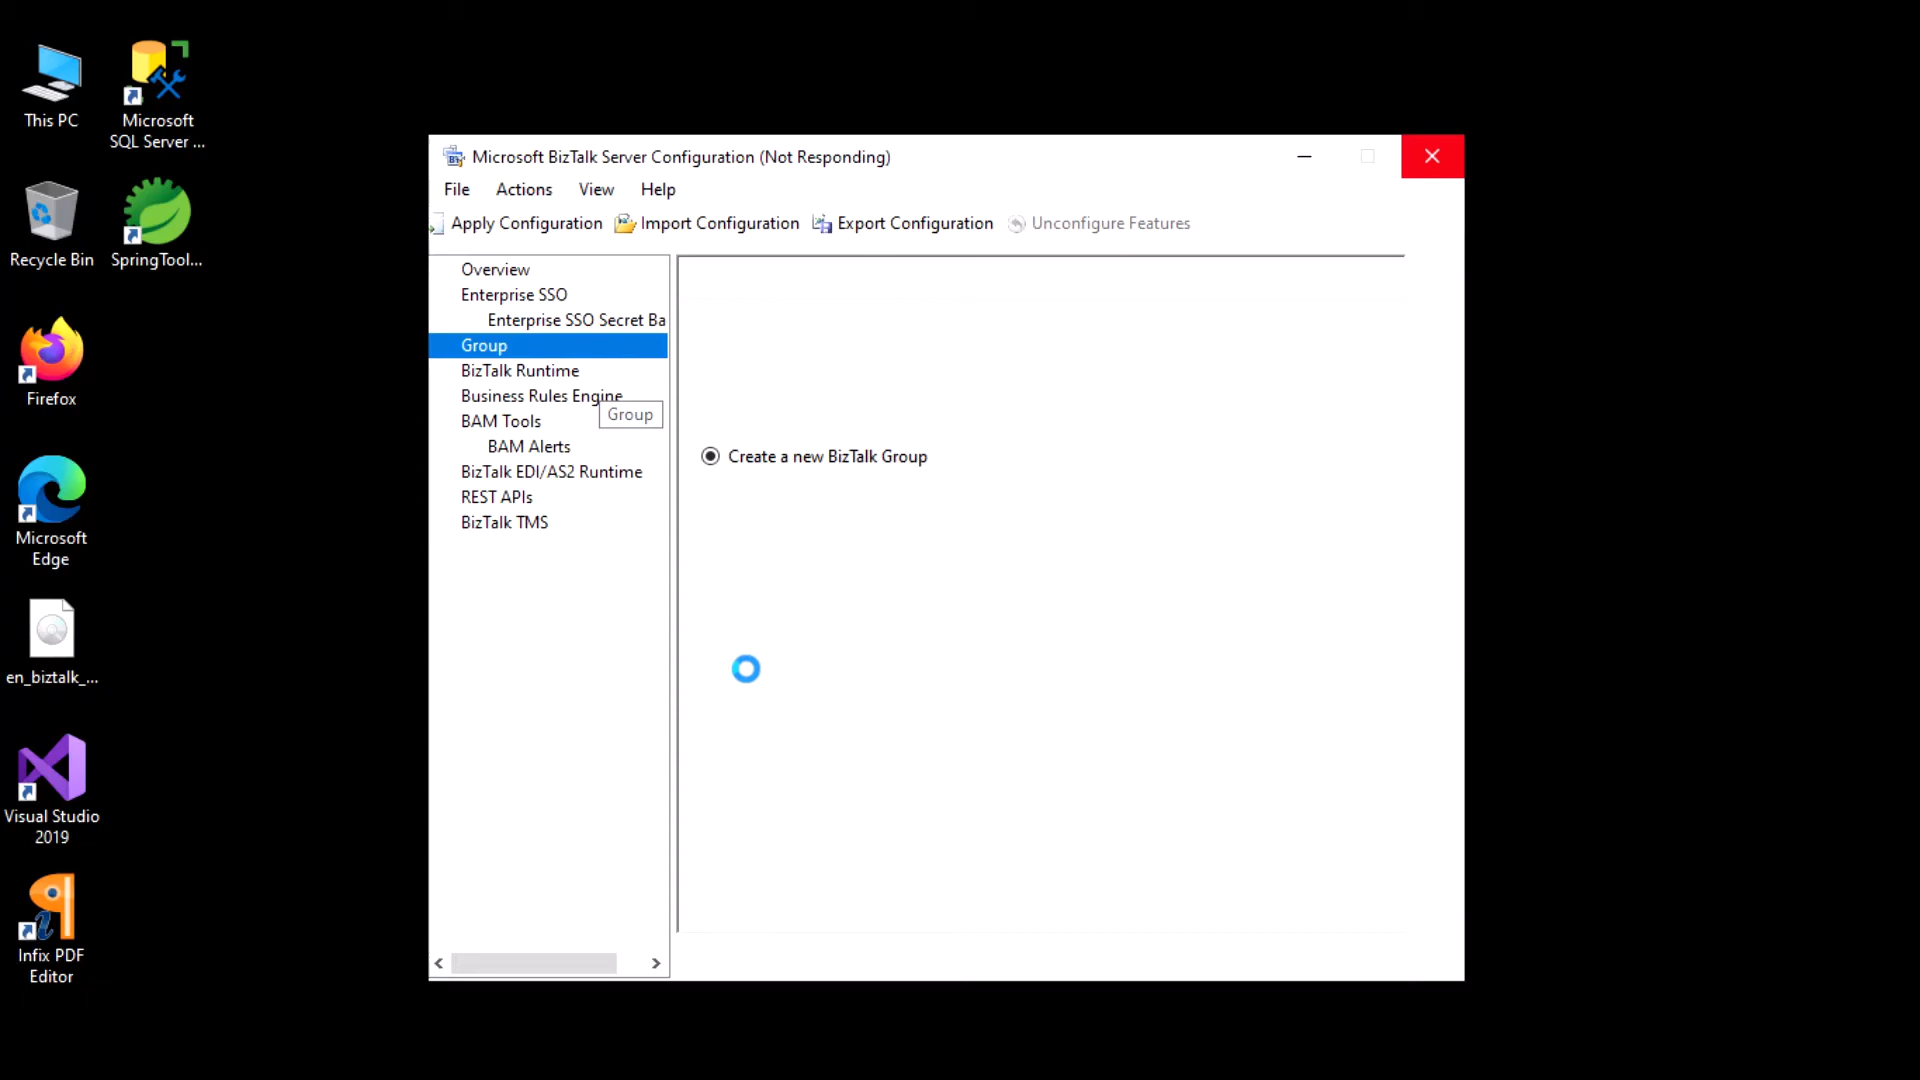 This PC
Microsoft
SQL Server ...
Recycle Bin
SpringTool...
Firefox
Microsoft
Edge
en_biztalk_...
Visual Studio
2019
Infix PDF
Editor
Microsoft BizTalk Server Configuration (Not Responding)
File Actions View Help
Apply Configuration Import Configuration Export Configuration Unconfigure Features
Overview
Enterprise SSO
Enterprise SSO Secret Ba
Group
BizTalk Runtime
Business Rules Engine
Group
BAM Tools
BAM Alerts
BizTalk EDI/AS2 Runtime
REST APIs
BizTalk TMS
Create a new BizTalk Group